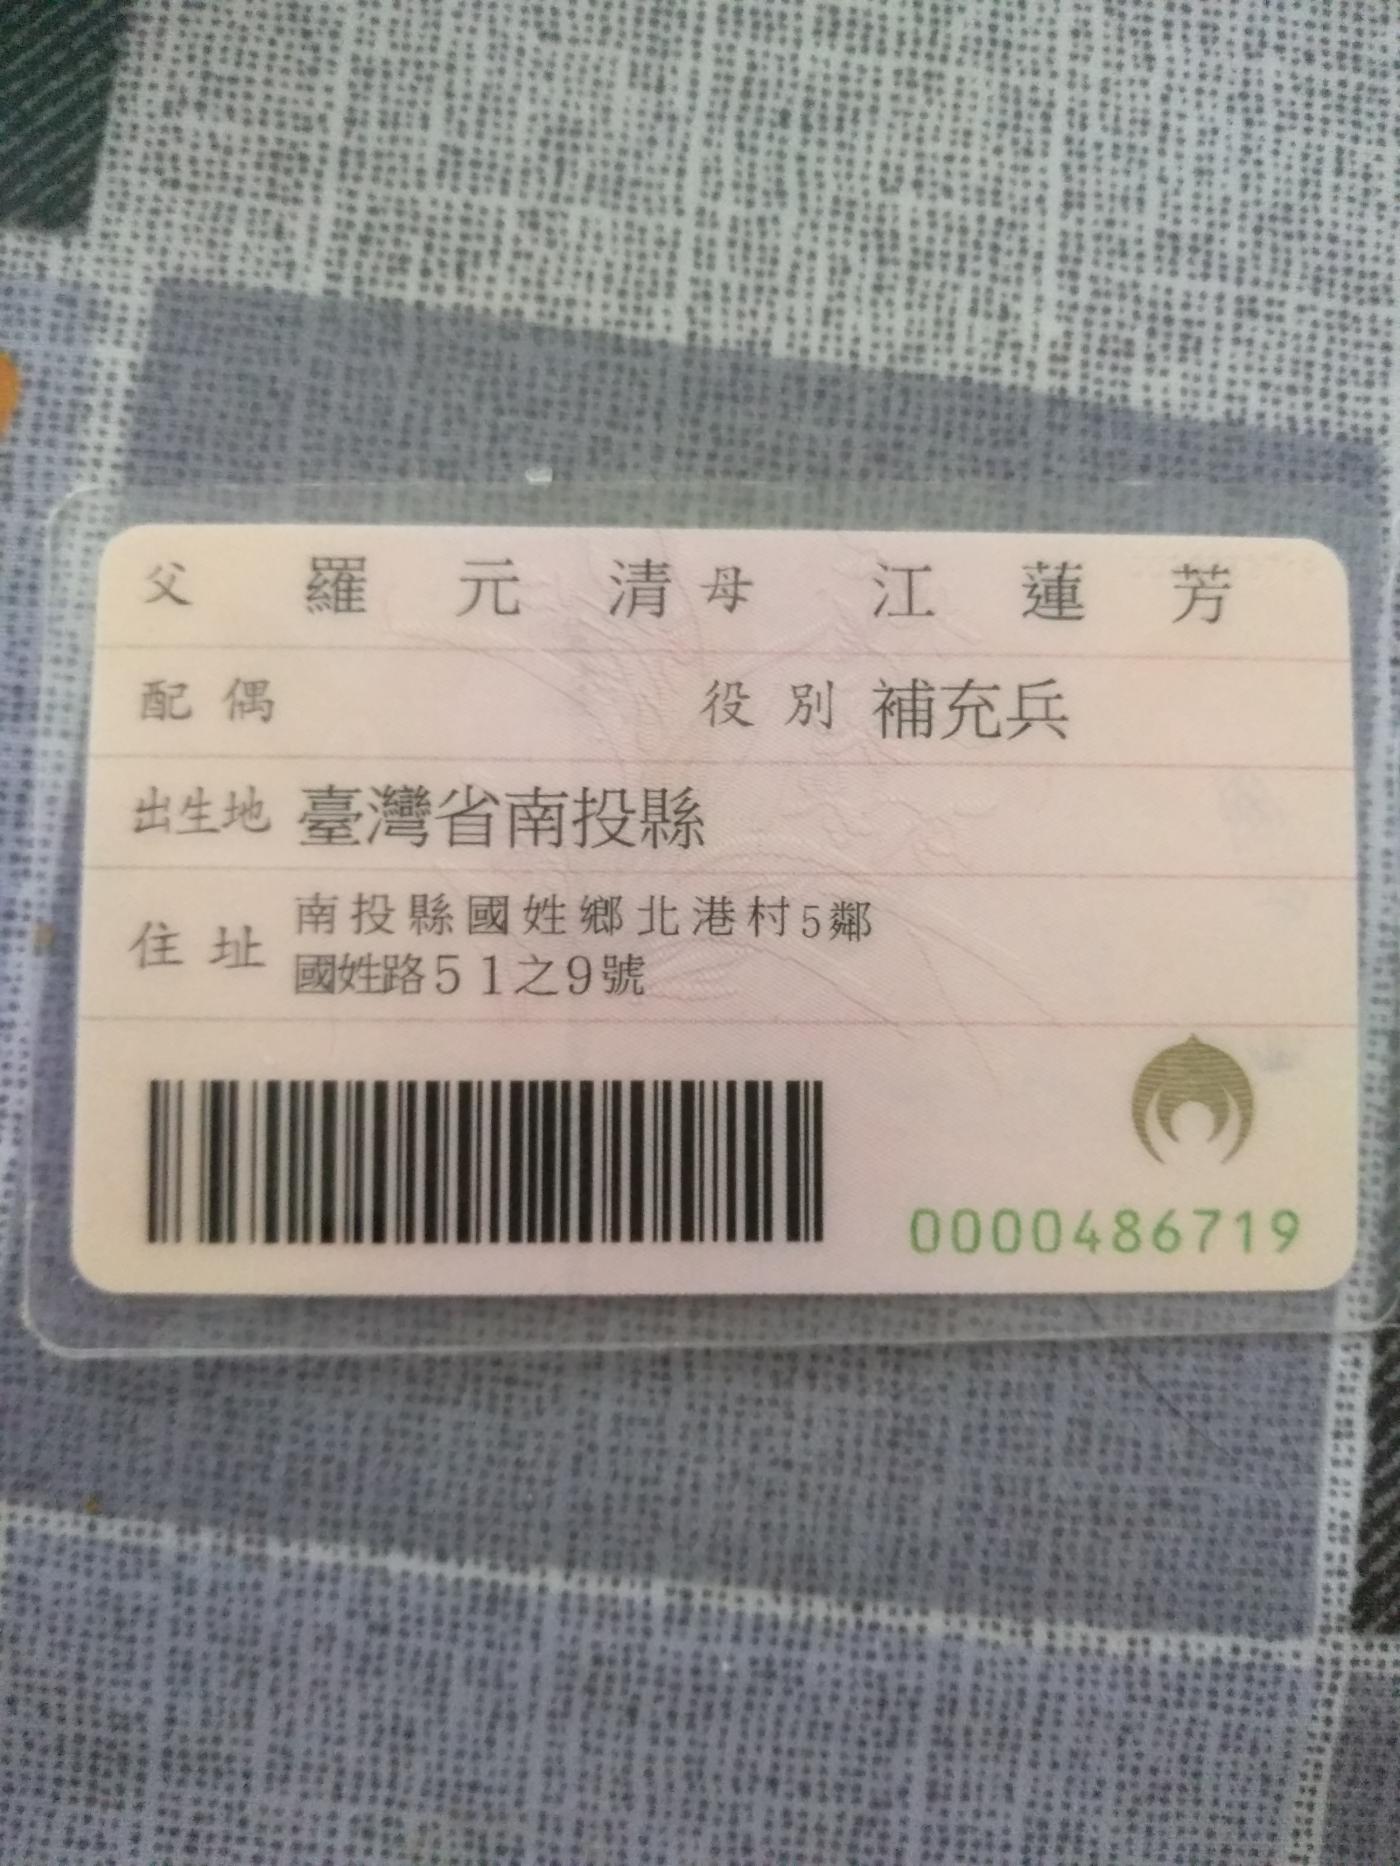 父 羅元清 母 江蓮芳
配偶 役別 補充兵
出生地 臺灣省南投縣
住址 南投縣國姓鄉北港村5鄰
國姓路51之9號
0000486719